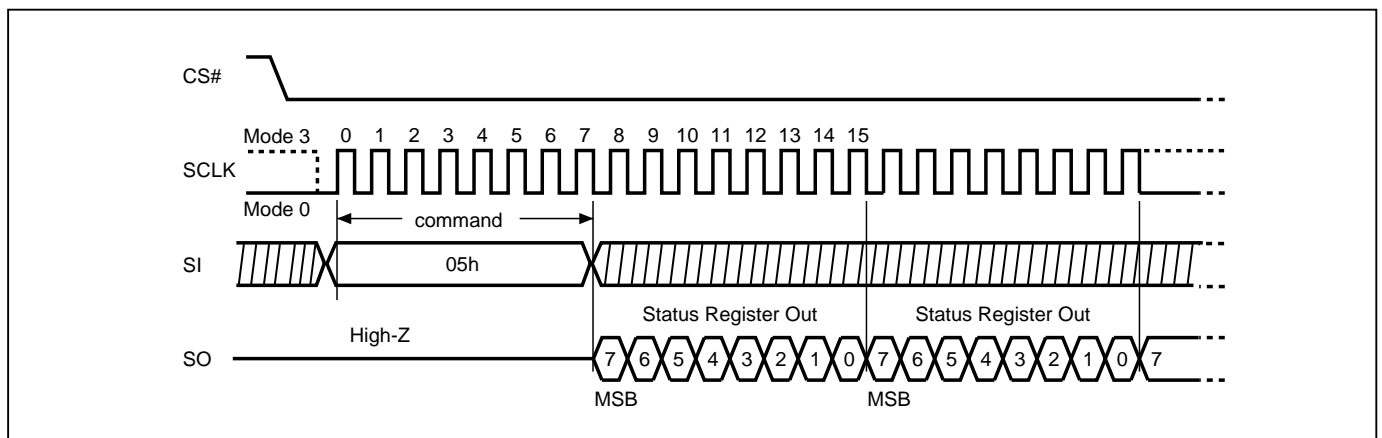 CS#
Mode 3
0 1 2 3 4 5 6 7 8 9 10 11 12 13 14 15
SCLK
Mode 0
command
SI
05h
Status Register Out Status Register Out
High-Z
SO
7 6 5 4 3 2 1 0 7 6 5 4 3 2 1 0 7
MSB MSB